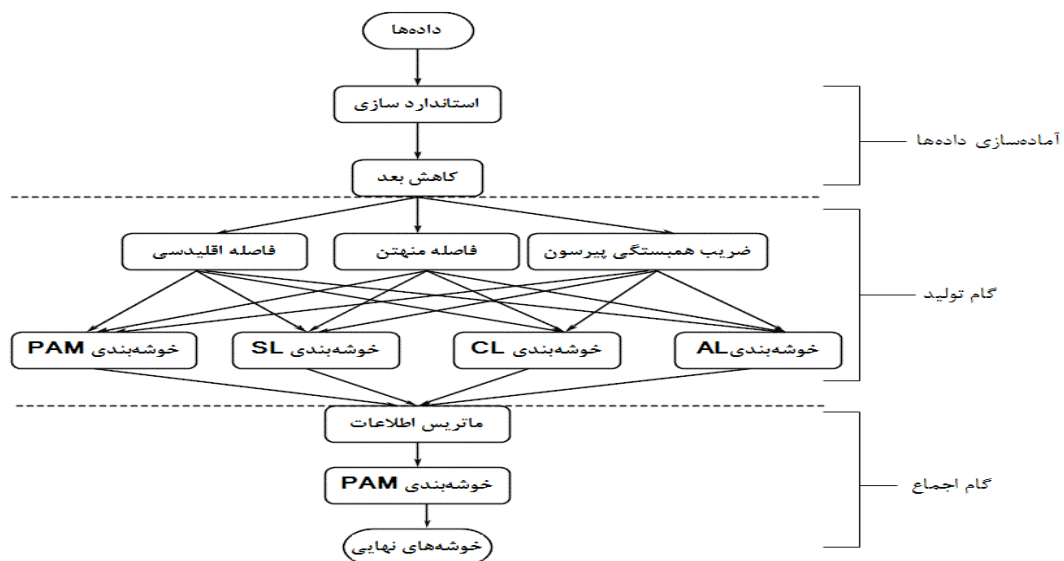 داده‌ها
استاندارد سازی
آماده‌سازی داده‌ها
کاهش بعد
ضریب همبستگی پیرسون
فاصله منهتن
فاصله اقلیدسی
گام تولید
خوشه‌بندیAL
خوشه‌بندی CL
خوشه‌بندی SL
خوشه‌بندی PAM
ماتریس اطلاعات
خوشه‌بندی PAM
گام اجماع
خوشه‌های نهایی